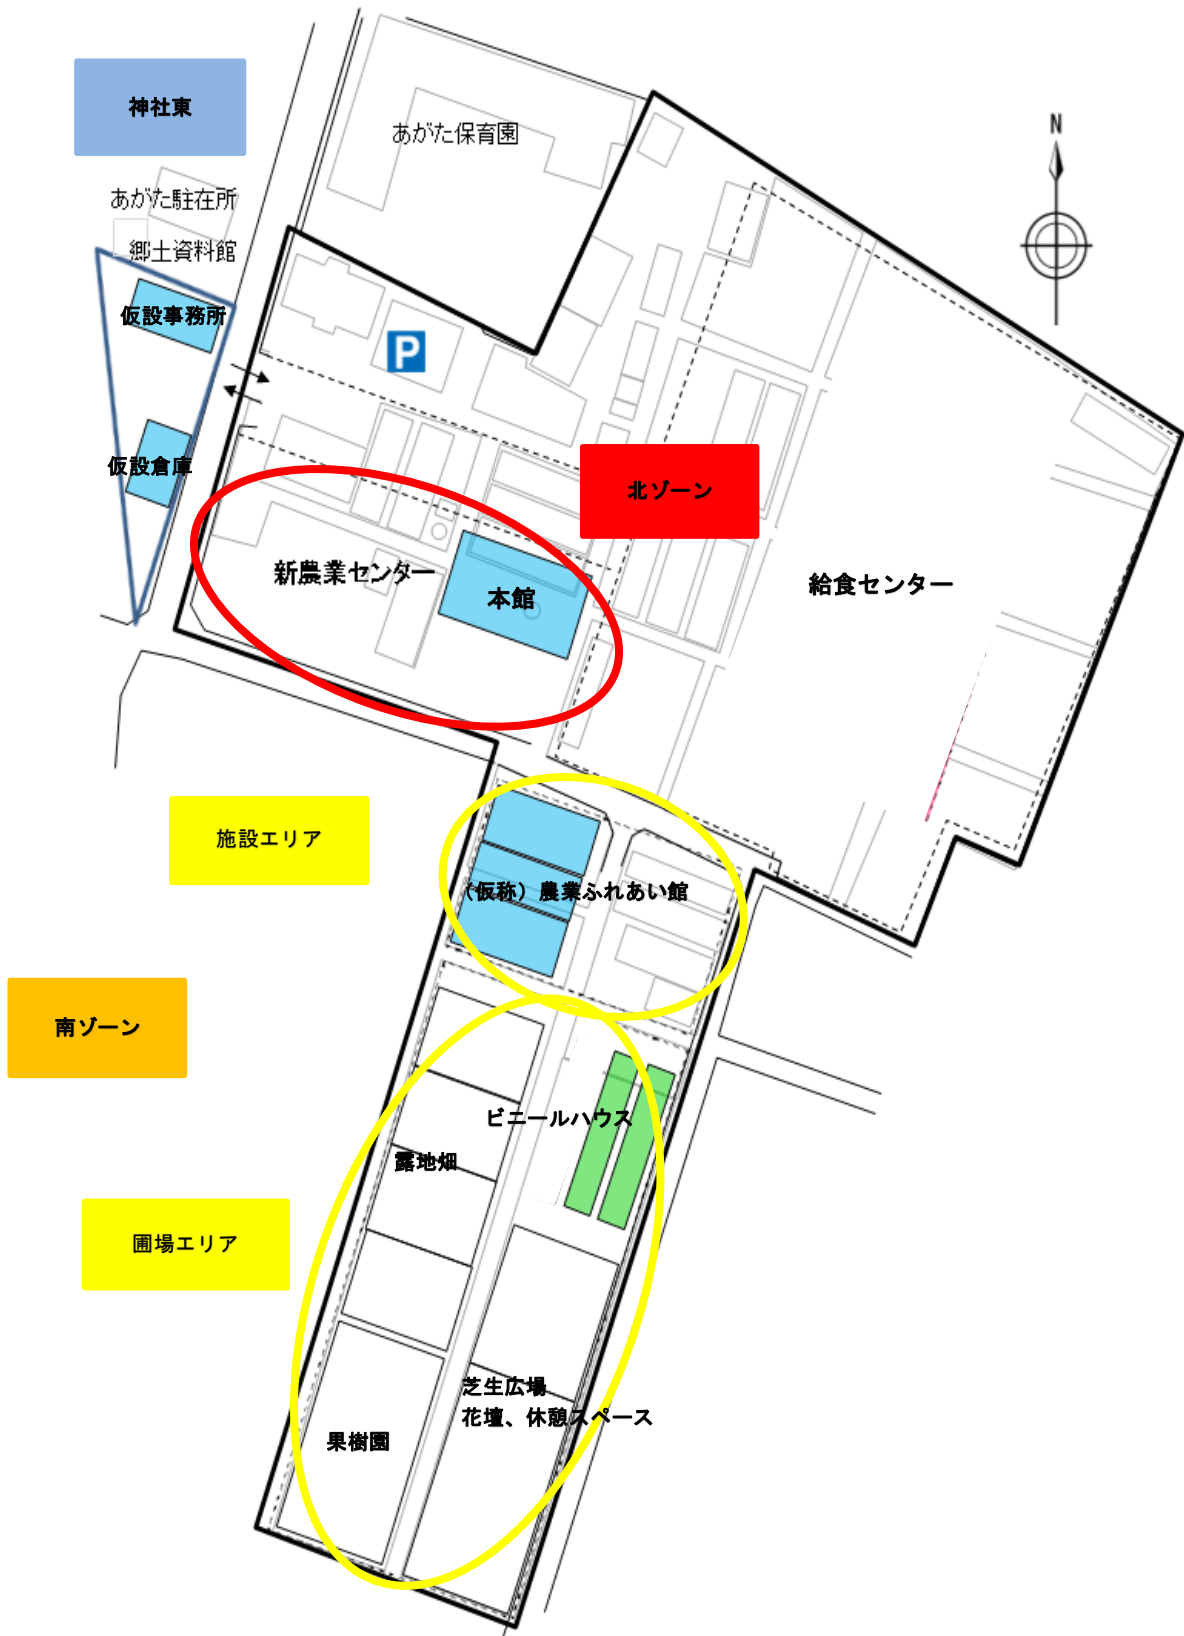 神社東
N
あがた保育園
あがた駐在所
郷土資料館
仮設事務所
P
仮設倉庫
北ゾーン
新農業センター
本館
給食センター
施設エリア
（仮称）農業ふれあい館
南ゾーン
ビニールハウス
露地畑
圃場エリア
芝生広場
花壇、休憩スペース
果樹園